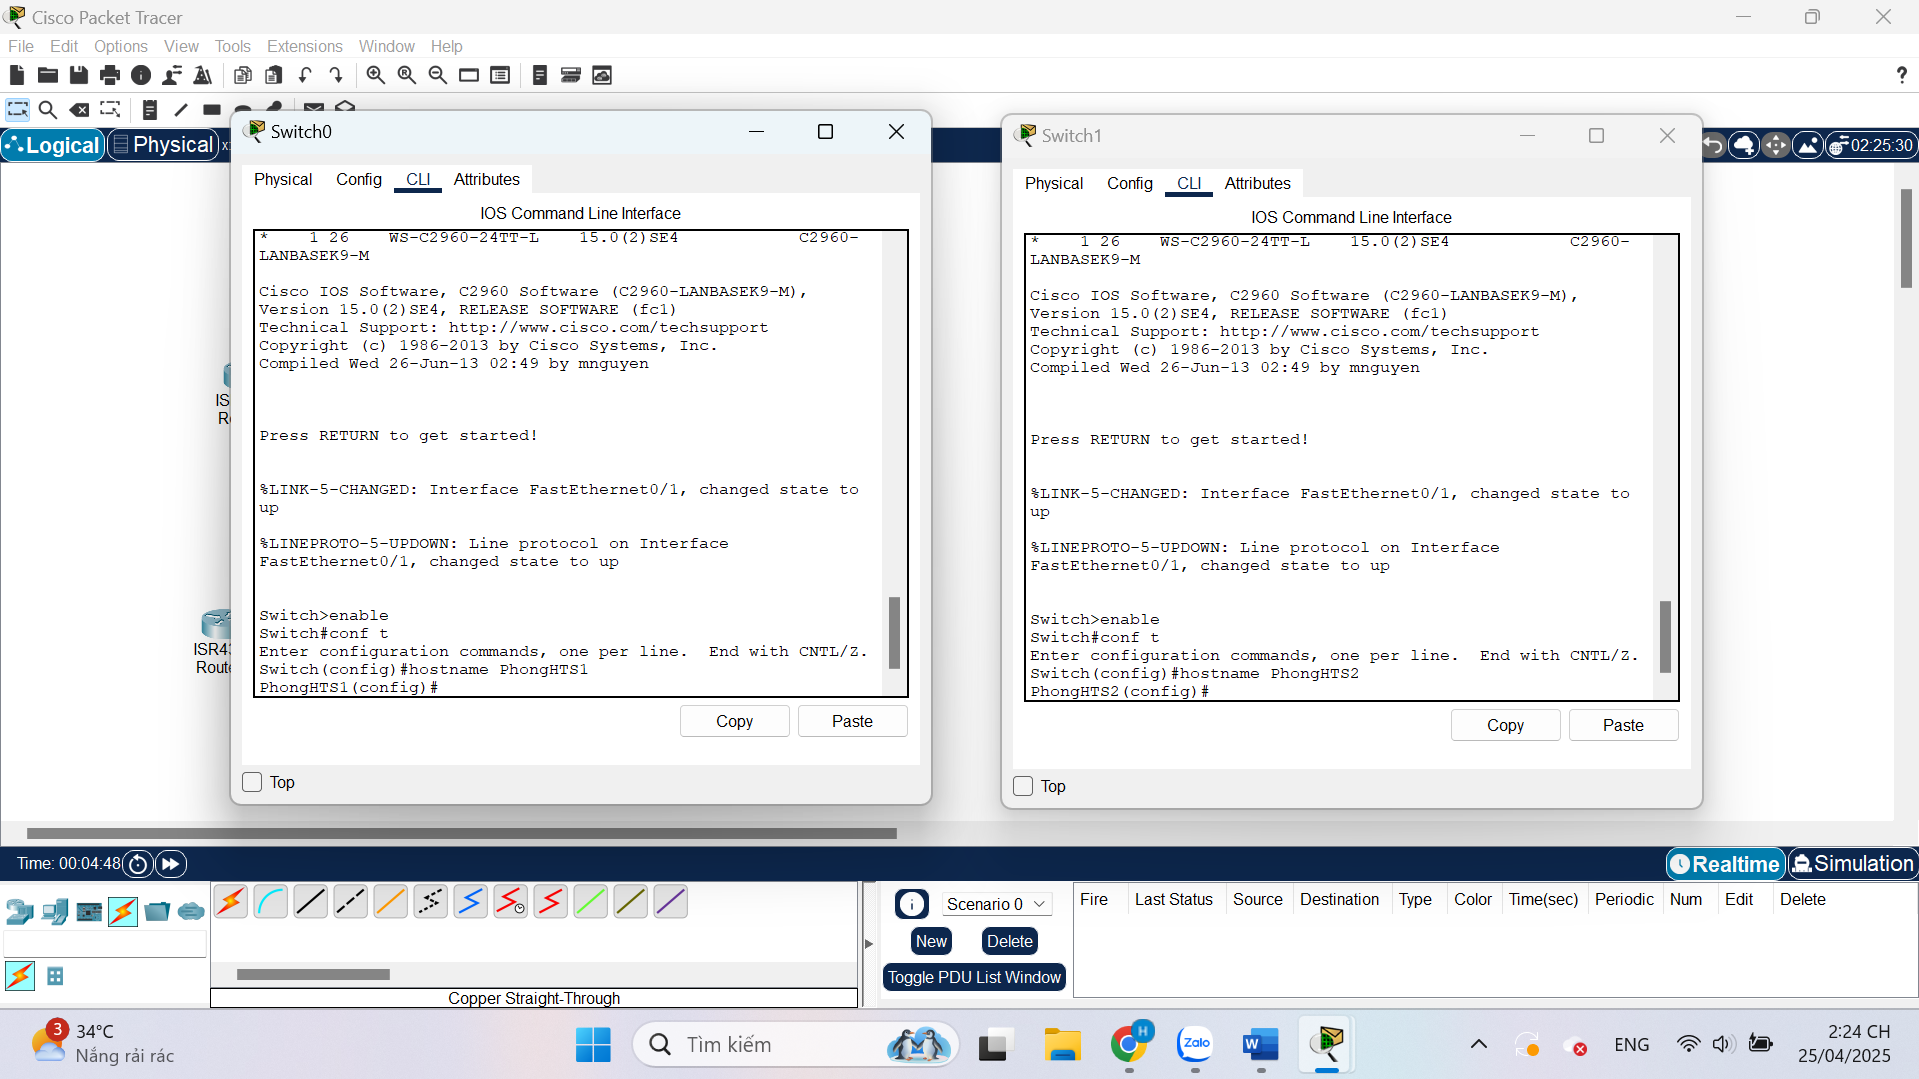 Cisco Packet Tracer
File Edit Options View Tools Extensions Window Help
Logical Physical x 02:25:30
Switch0
Physical Config CLI Attributes
IOS Command Line Interface
* 1 26 WS-C2960-24TT-L 15.0(2)SE4 C2960-
LANBASEK9-M
Cisco IOS Software, C2960 Software (C2960-LANBASEK9-M),
Version 15.0(2)SE4, RELEASE SOFTWARE (fc1)
Technical Support: http://www.cisco.com/techsupport
Copyright (c) 1986-2013 by Cisco Systems, Inc.
Compiled Wed 26-Jun-13 02:49 by mnguyen
Press RETURN to get started!
%LINK-5-CHANGED: Interface FastEthernet0/1, changed state to
up
%LINEPROTO-5-UPDOWN: Line protocol on Interface
FastEthernet0/1, changed state to up
Switch>enable
Switch#conf t
Enter configuration commands, one per line. End with CNTL/Z.
Switch(config)#hostname PhongHTS1
PhongHTS1(config)#
Copy Paste
Top
Switch1
Physical Config CLI Attributes
IOS Command Line Interface
* 1 26 WS-C2960-24TT-L 15.0(2)SE4 C2960-
LANBASEK9-M
Cisco IOS Software, C2960 Software (C2960-LANBASEK9-M),
Version 15.0(2)SE4, RELEASE SOFTWARE (fc1)
Technical Support: http://www.cisco.com/techsupport
Copyright (c) 1986-2013 by Cisco Systems, Inc.
Compiled Wed 26-Jun-13 02:49 by mnguyen
Press RETURN to get started!
%LINK-5-CHANGED: Interface FastEthernet0/1, changed state to
up
%LINEPROTO-5-UPDOWN: Line protocol on Interface
FastEthernet0/1, changed state to up
Switch>enable
Switch#conf t
Enter configuration commands, one per line. End with CNTL/Z.
Switch(config)#hostname PhongHTS2
PhongHTS2(config)#
Copy Paste
Top
IS
R
ISR43
Route
Time: 00:04:48
Realtime Simulation
Scenario 0
New Delete
Toggle PDU List Window
Fire Last Status Source Destination Type Color Time(sec) Periodic Num Edit Delete
Copper Straight-Through
3 34°C
Nắng rải rác
Tìm kiếm
H
Zalo
W
ENG
2:24 CH
25/04/2025